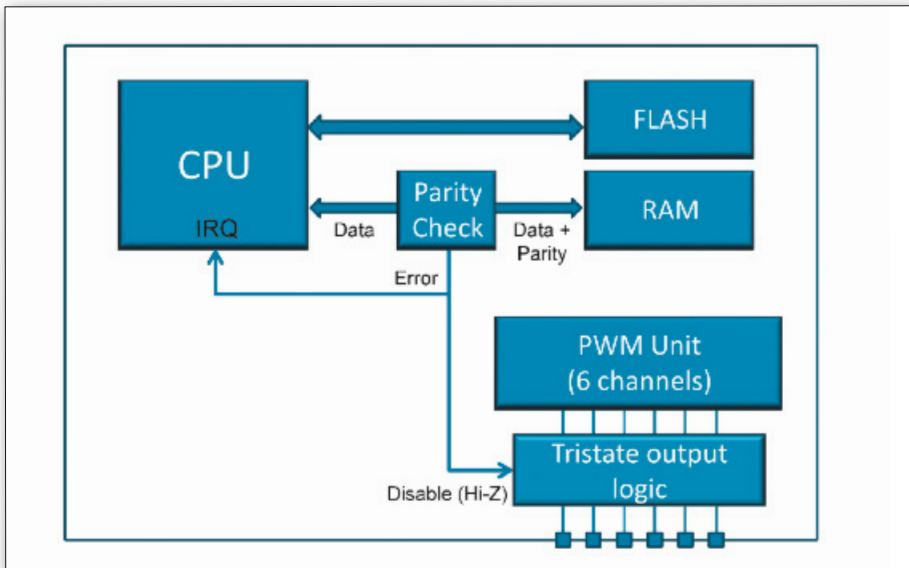 CPU
IRQ
FLASH
Parity
Check
RAM
Data
Data +
Parity
Error
PWM Unit
(6 channels)
Tristate output
logic
Disable (Hi-Z)